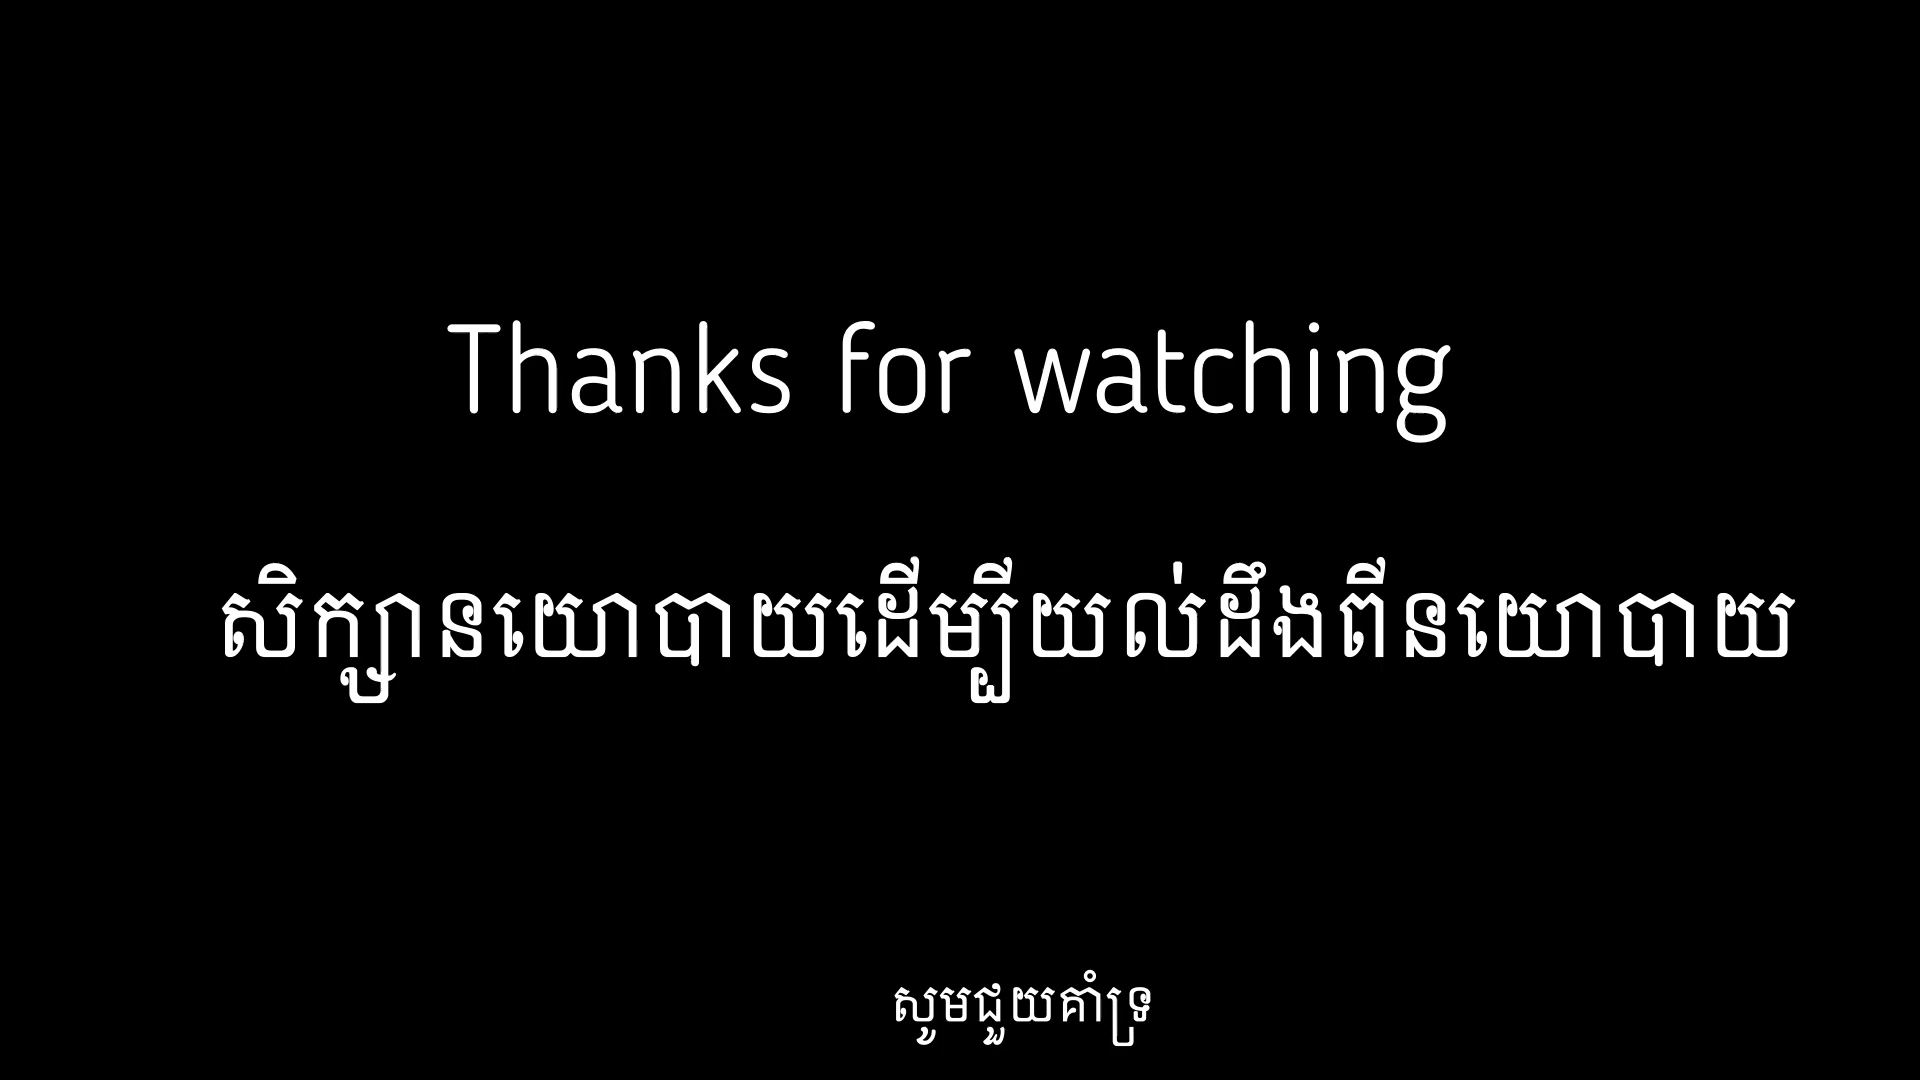 Thanks for watching
សិក្សានយោបាយដើម្បីយល់ដឹងពីនយោបាយ
សូមជួយគាំទ្រ